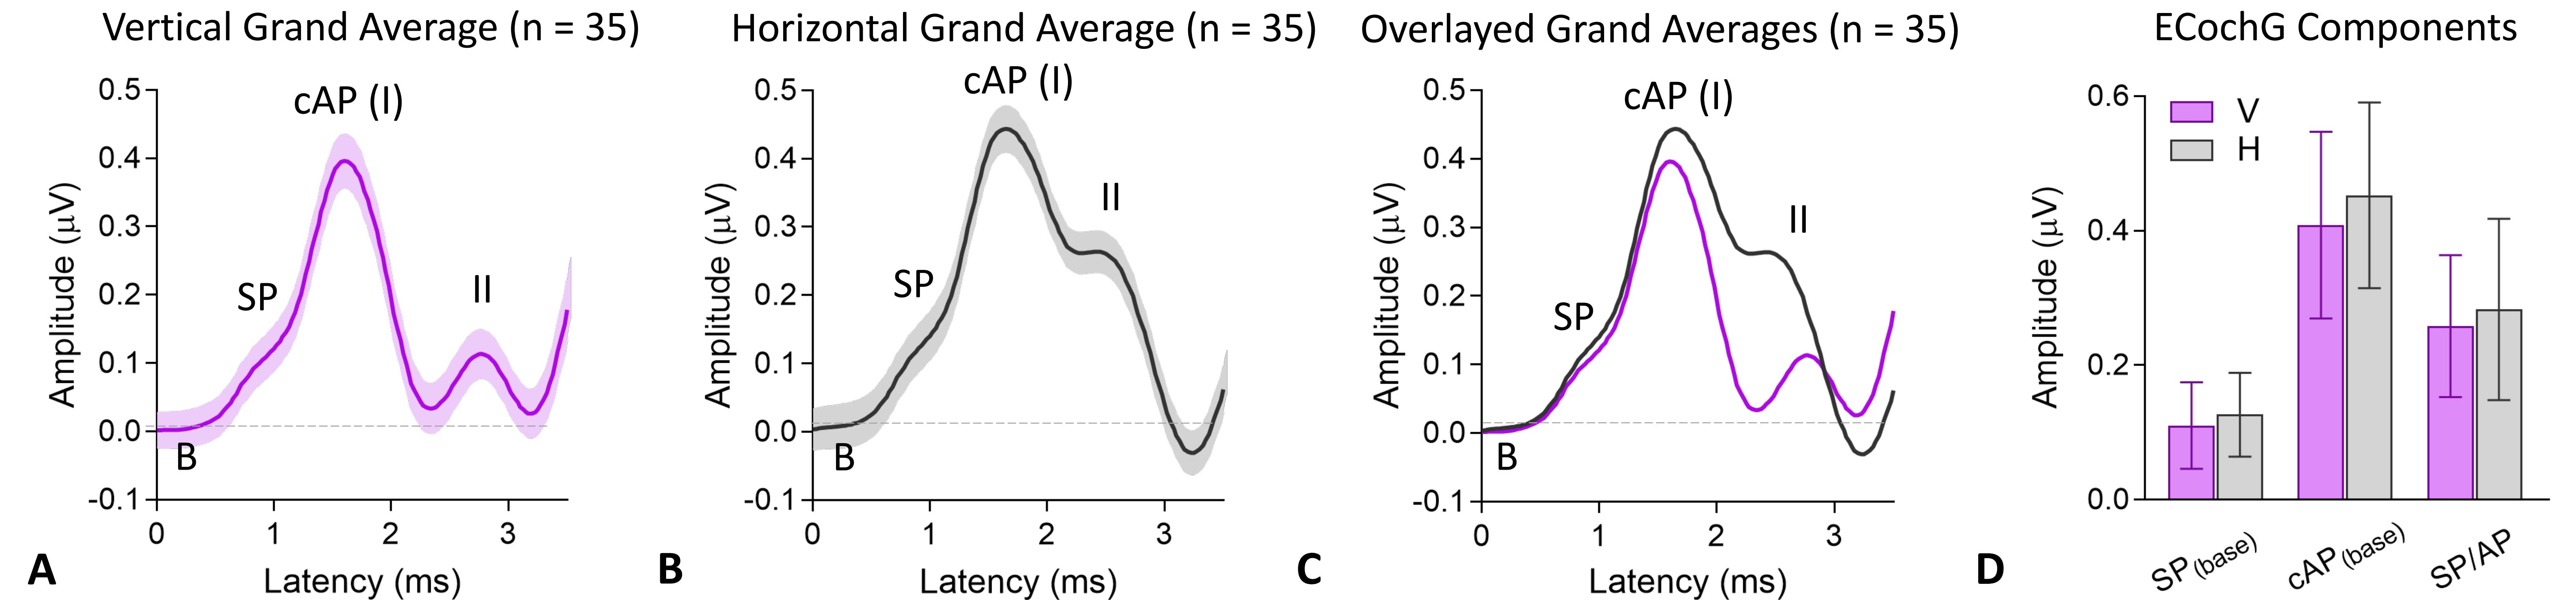 Vertical Grand Average (n = 35)
cAP (I)
SP
II
B
Amplitude (μV)
0.5
0.4
0.3
0.2
0.1
0.0
-0.1
0 1 2 3
Latency (ms)
A
Horizontal Grand Average (n = 35)
cAP (I)
SP
II
B
Amplitude (μV)
0.5
0.4
0.3
0.2
0.1
0.0
-0.1
0 1 2 3
Latency (ms)
B
Overlayed Grand Averages (n = 35)
cAP (I)
SP
II
B
Amplitude (μV)
0.5
0.4
0.3
0.2
0.1
0.0
-0.1
0 1 2 3
Latency (ms)
C
ECochG Components
V
H
Amplitude (μV)
0.6
0.4
0.2
0.0
SP(base) cAP(base) SP/AP
D